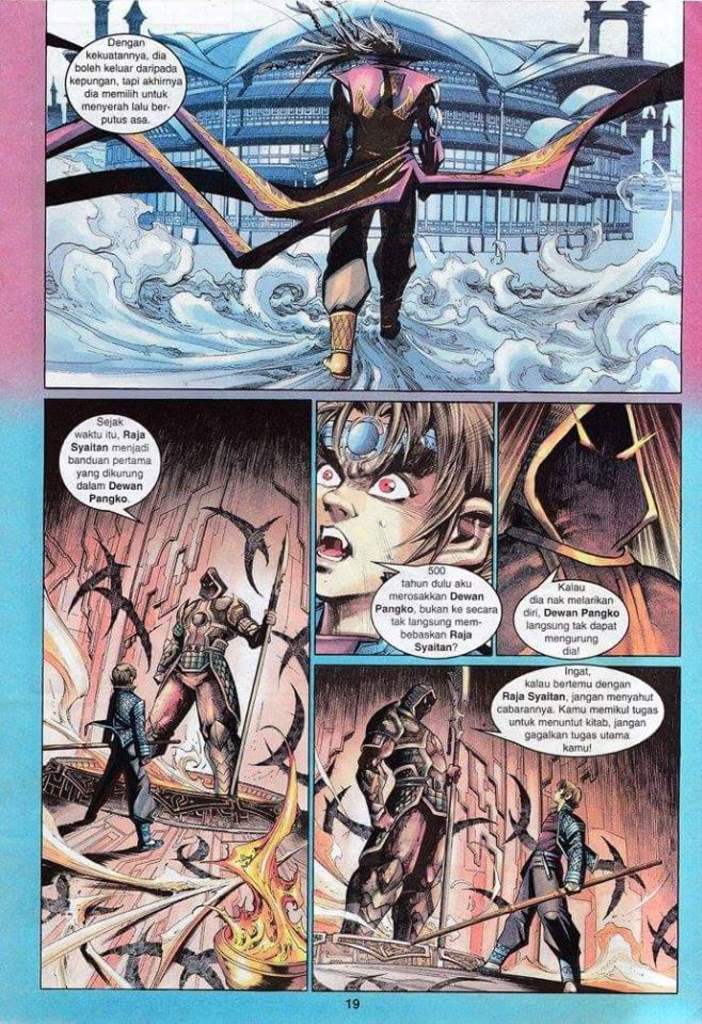 Dengan
kekuatannya, dia
boleh keluar daripada
kepungan, tapi akhirnya
dia memilih untuk
menyerah lalu ber-
putus asa.
Sejak
waktu itu, Raja
Syaitan menjadi
banduan pertama
yang dikurung
dalam Dewan
Pangko.
500
tahun dulu aku
merosakkan Dewan
Pangko, bukan ke secara
tak langsung mem-
bebaskan Raja
Syaitan?
Kalau
dia nak melarikan
diri, Dewan Pangko
langsung tak dapat
mengurung
dia!
Ingat,
kalau bertemu dengan
Raja Syaitan, jangan menyahut
cabarannya. Kamu memikul tugas
untuk menuntut kitab, jangan
gagalkan tugas utama
kamu!
19